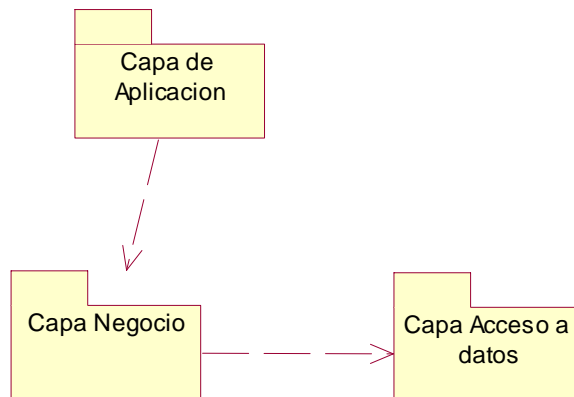 Capa de
Aplicacion
Capa Negocio
Capa Acceso a
datos